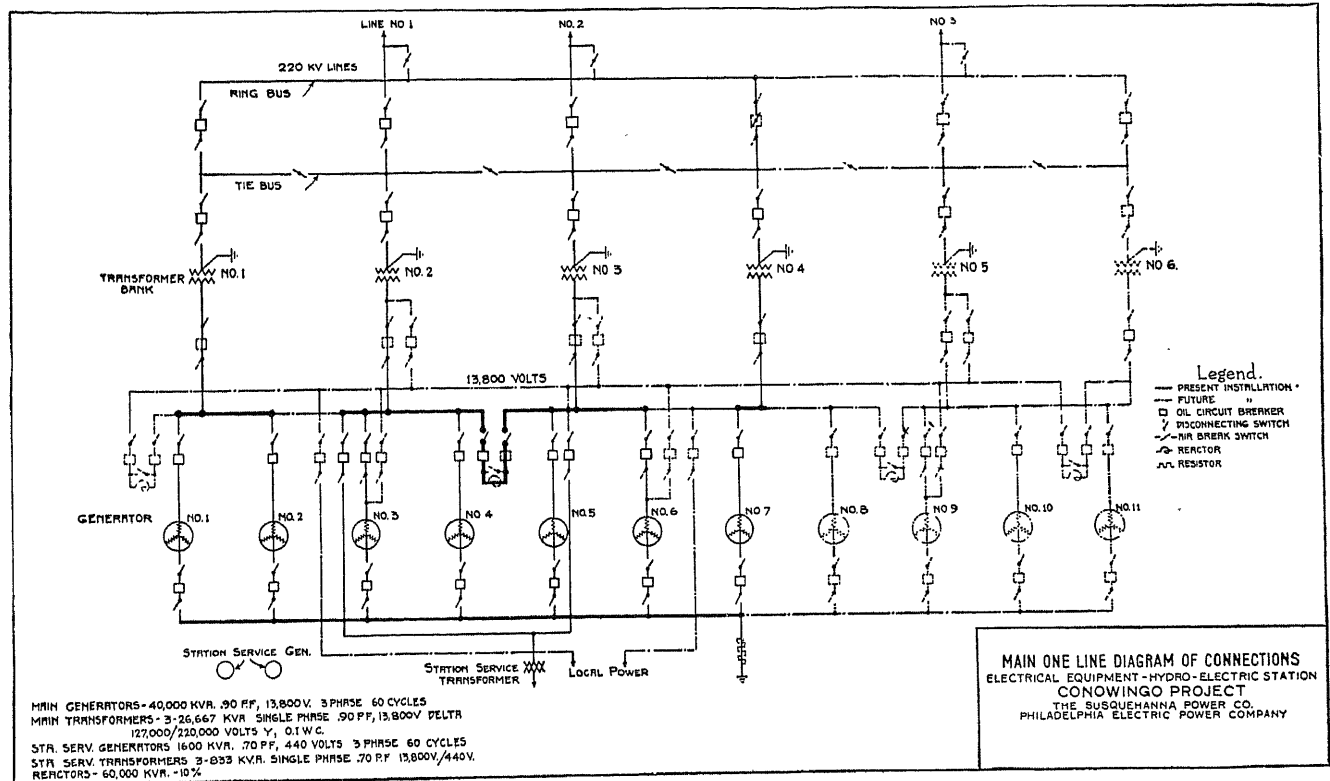 LINE NO 1
NO. 2
NO 3
220 KV LINES
RING BUS
TIE BUS
TRANSFORMER
BANK
NO. 1
NO. 2
NO 3
NO 4
NO 5
NO 6.
13,800 VOLTS
Legend.
PRESENT INSTALLATION
FUTURE "
OIL CIRCUIT BREAKER
DISCONNECTING SWITCH
AIR BREAK SWITCH
REACTOR
RESISTOR
GENERATOR
NO. 1
NO. 2
NO. 3
NO 4
NO. 5
NO. 6
NO 7
NO. 8
NO 9
NO. 10
NO. 11
STATION SERVICE GEN.
STATION SERVICE
TRANSFORMER
LOCAL POWER
MAIN GENERATORS - 40,000 KVA. .90 P.F, 13,800 V. 3 PHASE 60 CYCLES
MAIN TRANSFORMERS - 3-26,667 KVA SINGLE PHASE .90 PF, 13,800V DELTA
127,000/220,000 VOLTS Y, O.I W C.
STA. SERV. GENERATORS 1600 KVA. .70 PF, 440 VOLTS 3 PHASE 60 CYCLES
STA SERV. TRANSFORMERS 3-833 K.V.A. SINGLE PHASE .70 P.F 13,800V./440V.
REACTORS - 60,000 KVA. - 10%
MAIN ONE LINE DIAGRAM OF CONNECTIONS
ELECTRICAL EQUIPMENT - HYDRO-ELECTRIC STATION
CONOWINGO PROJECT
THE SUSQUEHANNA POWER CO.
PHILADELPHIA ELECTRIC POWER COMPANY